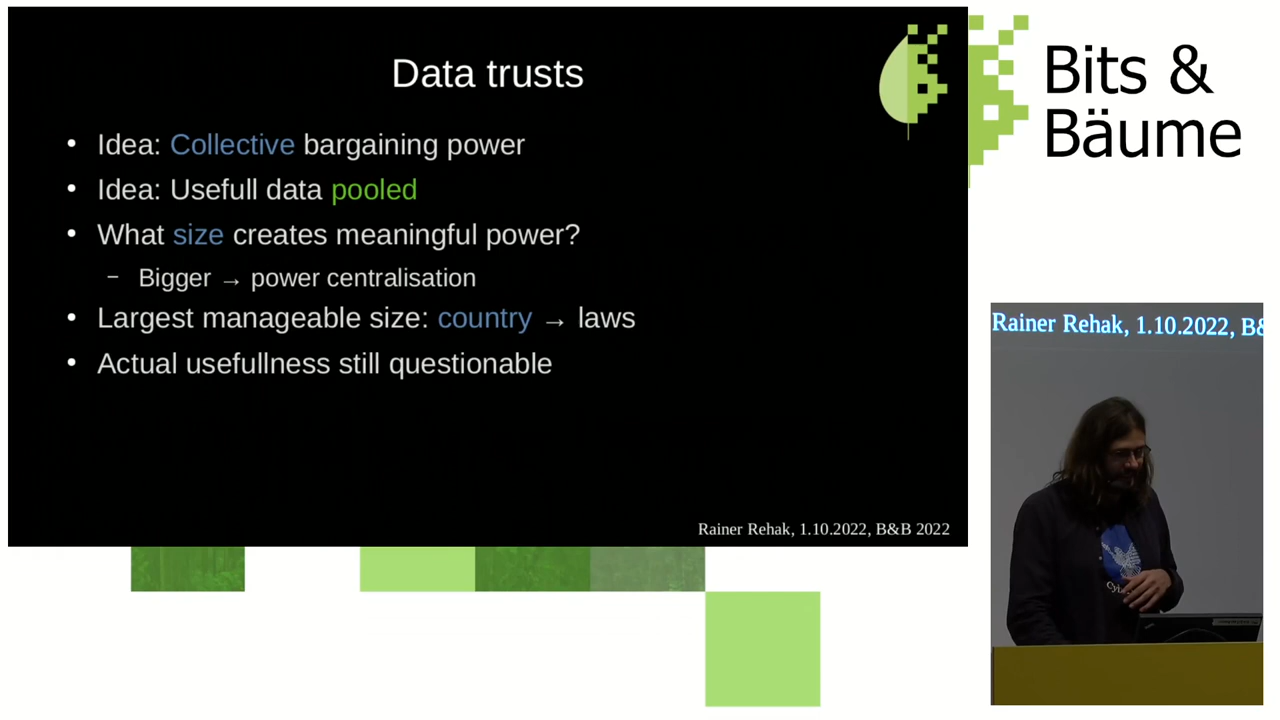 Data trusts
• Idea: Collective bargaining power
• Idea: Usefull data pooled
• What size creates meaningful power?
– Bigger → power centralisation
• Largest manageable size: country → laws
• Actual usefullness still questionable
Rainer Rehak, 1.10.2022, B&B 2022
Bits &
Bäume
Rainer Rehak, 1.10.2022, B&